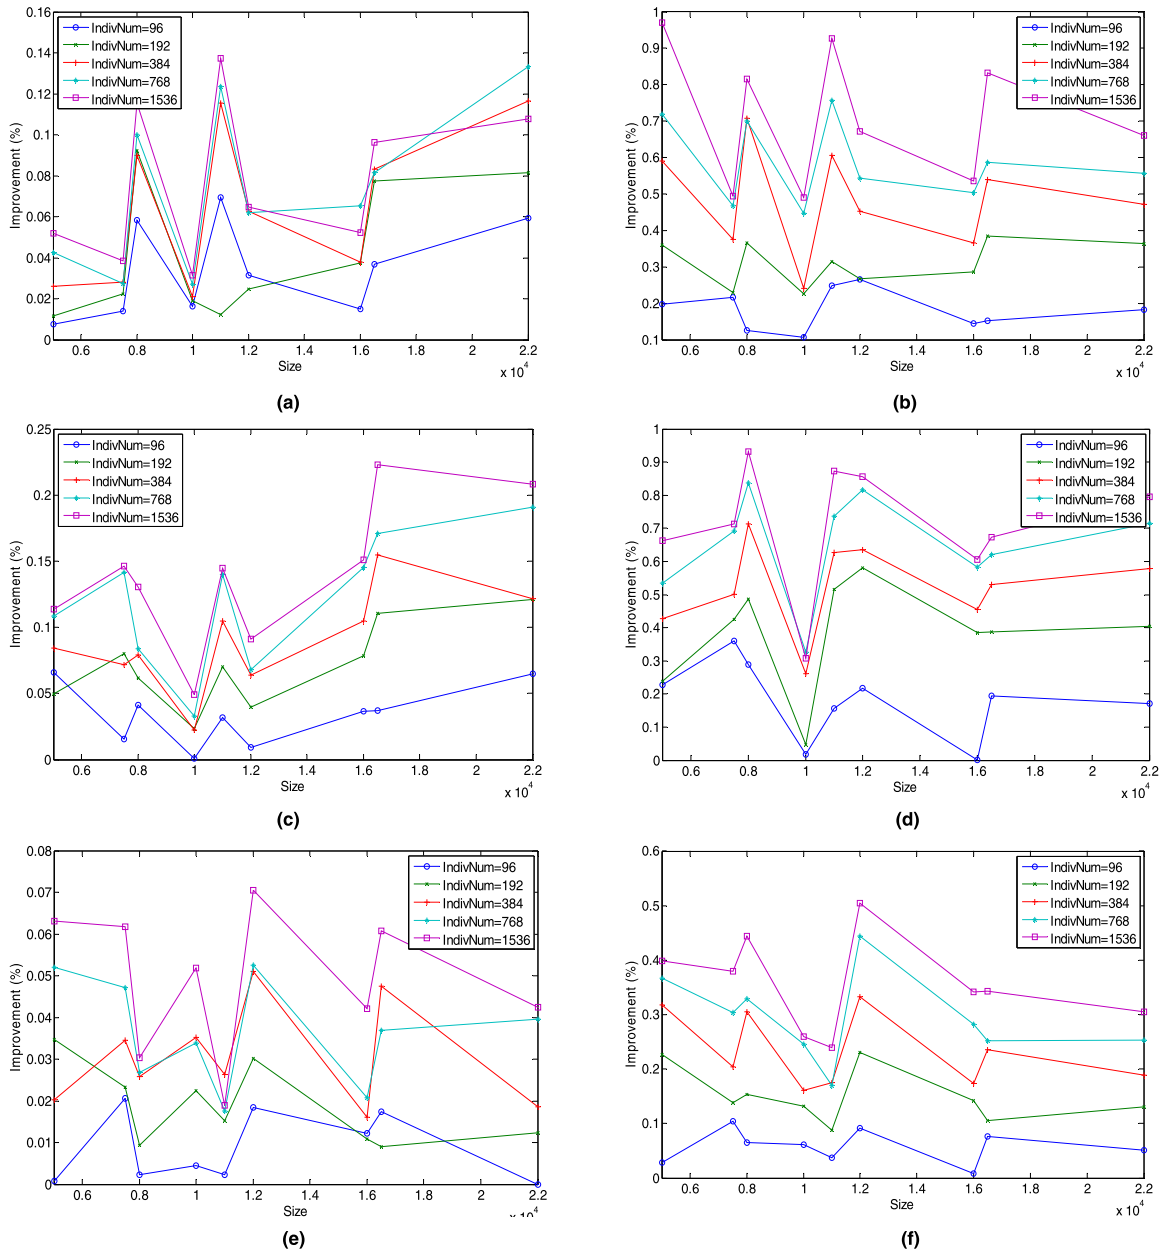 0.16
0.14
0.12
0.1
0.08
0.06
0.04
0.02
0
Improvement (%)
IndivNum=96
IndivNum=192
IndivNum=384
IndivNum=768
IndivNum=1536
0.6 0.8 1 1.2 1.4 1.6 1.8 2 2.2
Size
x 10^4
(a)
1
0.9
0.8
0.7
0.6
0.5
0.4
0.3
0.2
0.1
Improvement (%)
IndivNum=96
IndivNum=192
IndivNum=384
IndivNum=768
IndivNum=1536
0.6 0.8 1 1.2 1.4 1.6 1.8 2 2.2
Size
x 10^4
(b)
0.25
0.2
0.15
0.1
0.05
0
Improvement (%)
IndivNum=96
IndivNum=192
IndivNum=384
IndivNum=768
IndivNum=1536
0.6 0.8 1 1.2 1.4 1.6 1.8 2 2.2
Size
x 10^4
(c)
1
0.9
0.8
0.7
0.6
0.5
0.4
0.3
0.2
0.1
0
Improvement (%)
IndivNum=96
IndivNum=192
IndivNum=384
IndivNum=768
IndivNum=1536
0.6 0.8 1 1.2 1.4 1.6 1.8 2 2.2
Size
x 10^4
(d)
0.08
0.07
0.06
0.05
0.04
0.03
0.02
0.01
0
Improvement (%)
IndivNum=96
IndivNum=192
IndivNum=384
IndivNum=768
IndivNum=1536
0.6 0.8 1 1.2 1.4 1.6 1.8 2 2.2
Size
x 10^4
(e)
0.6
0.5
0.4
0.3
0.2
0.1
0
Improvement (%)
IndivNum=96
IndivNum=192
IndivNum=384
IndivNum=768
IndivNum=1536
0.6 0.8 1 1.2 1.4 1.6 1.8 2 2.2
Size
x 10^4
(f)